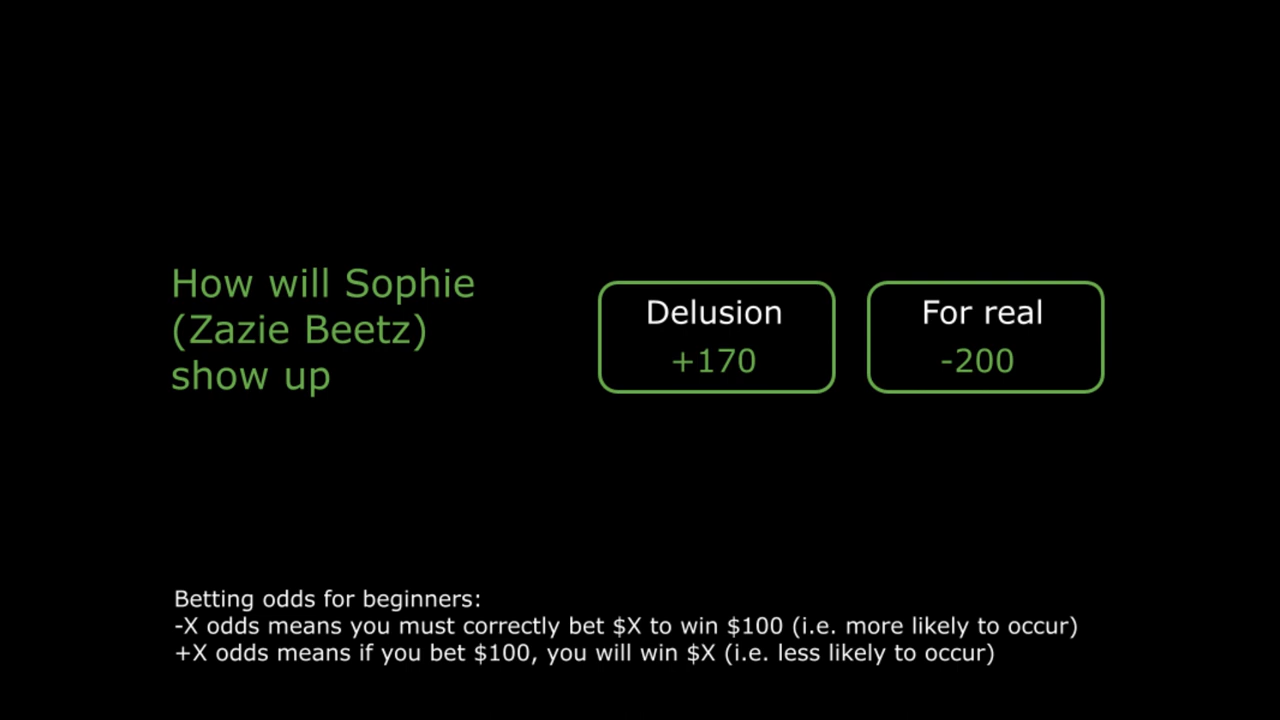 How will Sophie
(Zazie Beetz)
show up
Delusion
+170
For real
-200
Betting odds for beginners:
-X odds means you must correctly bet $X to win $100 (i.e. more likely to occur)
+X odds means if you bet $100, you will win $X (i.e. less likely to occur)